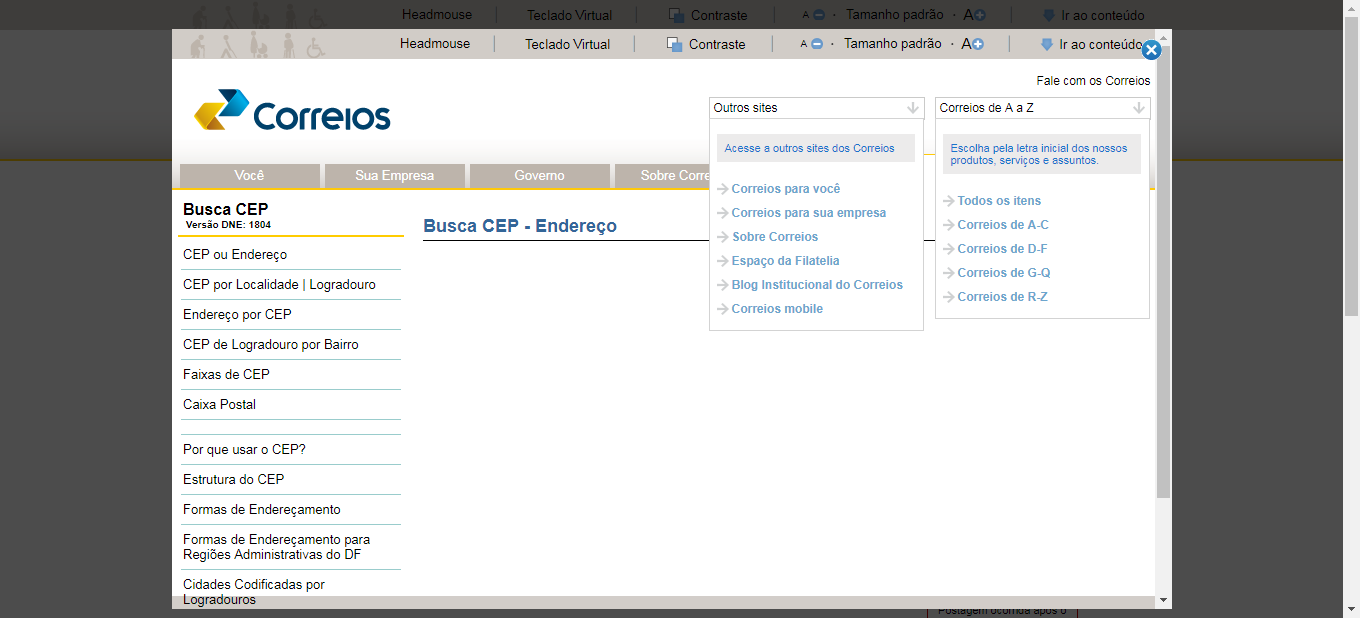 Headmouse
Teclado Virtual
Contraste
A · Tamanho padrão · A
Ir ao conteúdo
Headmouse
Teclado Virtual
Contraste
A · Tamanho padrão · A
Ir ao conteúdo
Fale com os Correios
Correios
Outros sites
Correios de A a Z
Acesse a outros sites dos Correios
Correios para você
Correios para sua empresa
Sobre Correios
Espaço da Filatelia
Blog Institucional do Correios
Correios mobile
Escolha pela letra inicial dos nossos
produtos, serviços e assuntos.
Todos os itens
Correios de A-C
Correios de D-F
Correios de G-Q
Correios de R-Z
Você
Sua Empresa
Governo
Sobre Corre
Busca CEP
Versão DNE: 1804
CEP ou Endereço
CEP por Localidade | Logradouro
Endereço por CEP
CEP de Logradouro por Bairro
Faixas de CEP
Caixa Postal
Por que usar o CEP?
Estrutura do CEP
Formas de Endereçamento
Formas de Endereçamento para
Regiões Administrativas do DF
Cidades Codificadas por
Logradouros
Busca CEP - Endereço
Postagem ocorrida após o